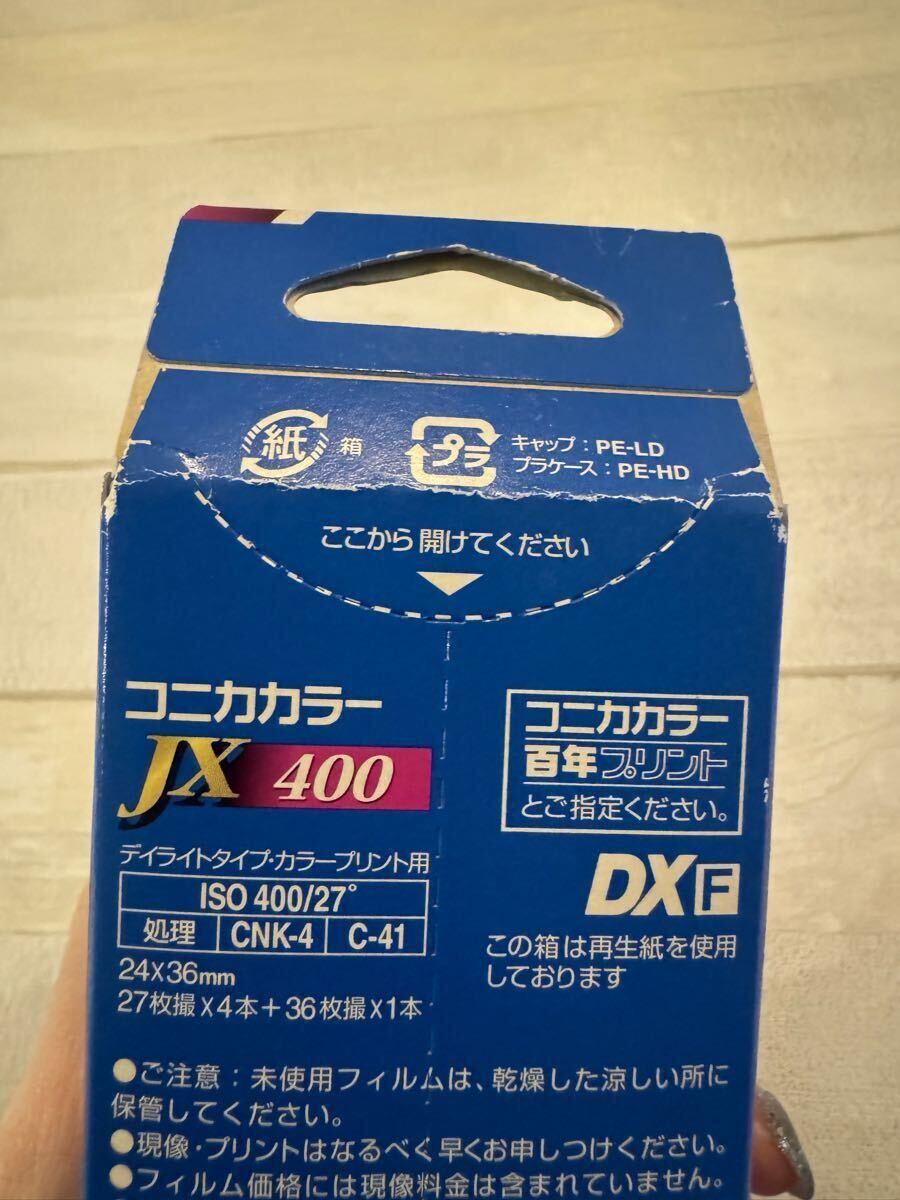 紙 箱
プラ
キャップ：PE-LD
プラケース：PE-HD
ここから開けてください
コニカカラー
JX 400
デイライトタイプ・カラープリント用
ISO 400/27°
処理 CNK-4 C-41
24×36mm
27枚撮×4本＋36枚撮×1本
コニカカラー
百年プリント
とご指定ください。
DX F
この箱は再生紙を使用
しております
●ご注意：未使用フィルムは、乾燥した涼しい所に
保管してください。
●現像・プリントはなるべく早くお申しつけください。
●フィルム価格には現像料金は含まれていません。